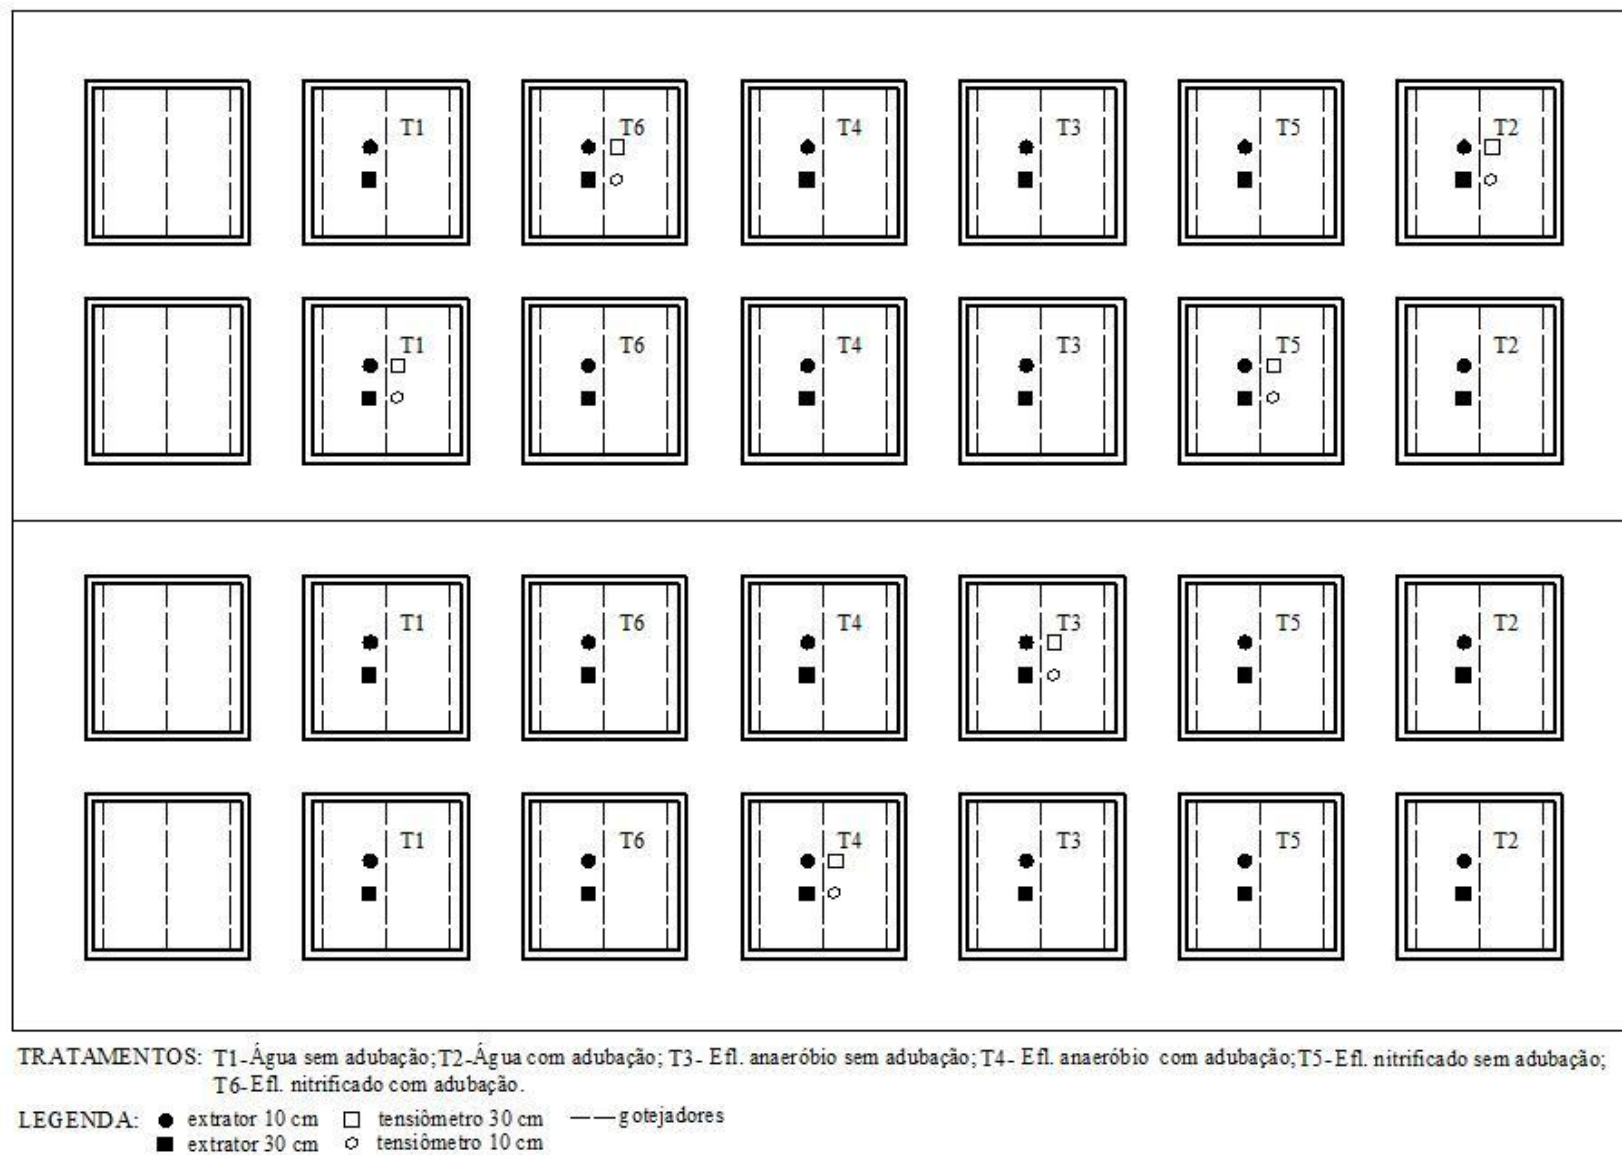 T1 T6 T4 T3 T5 T2
T1 T6 T4 T3 T5 T2
T1 T6 T4 T3 T5 T2
T1 T6 T4 T3 T5 T2
TRATAMENTOS: T1-Água sem adubação;T2-Água com adubação; T3- Efl. anaeróbio sem adubação; T4- Efl. anaeróbio com adubação;T5-Efl. nitrificado sem adubação;
T6-Efl. nitrificado com adubação.
LEGENDA: extrator 10 cm tensiômetro 30 cm gotejadores
extrator 30 cm tensiômetro 10 cm